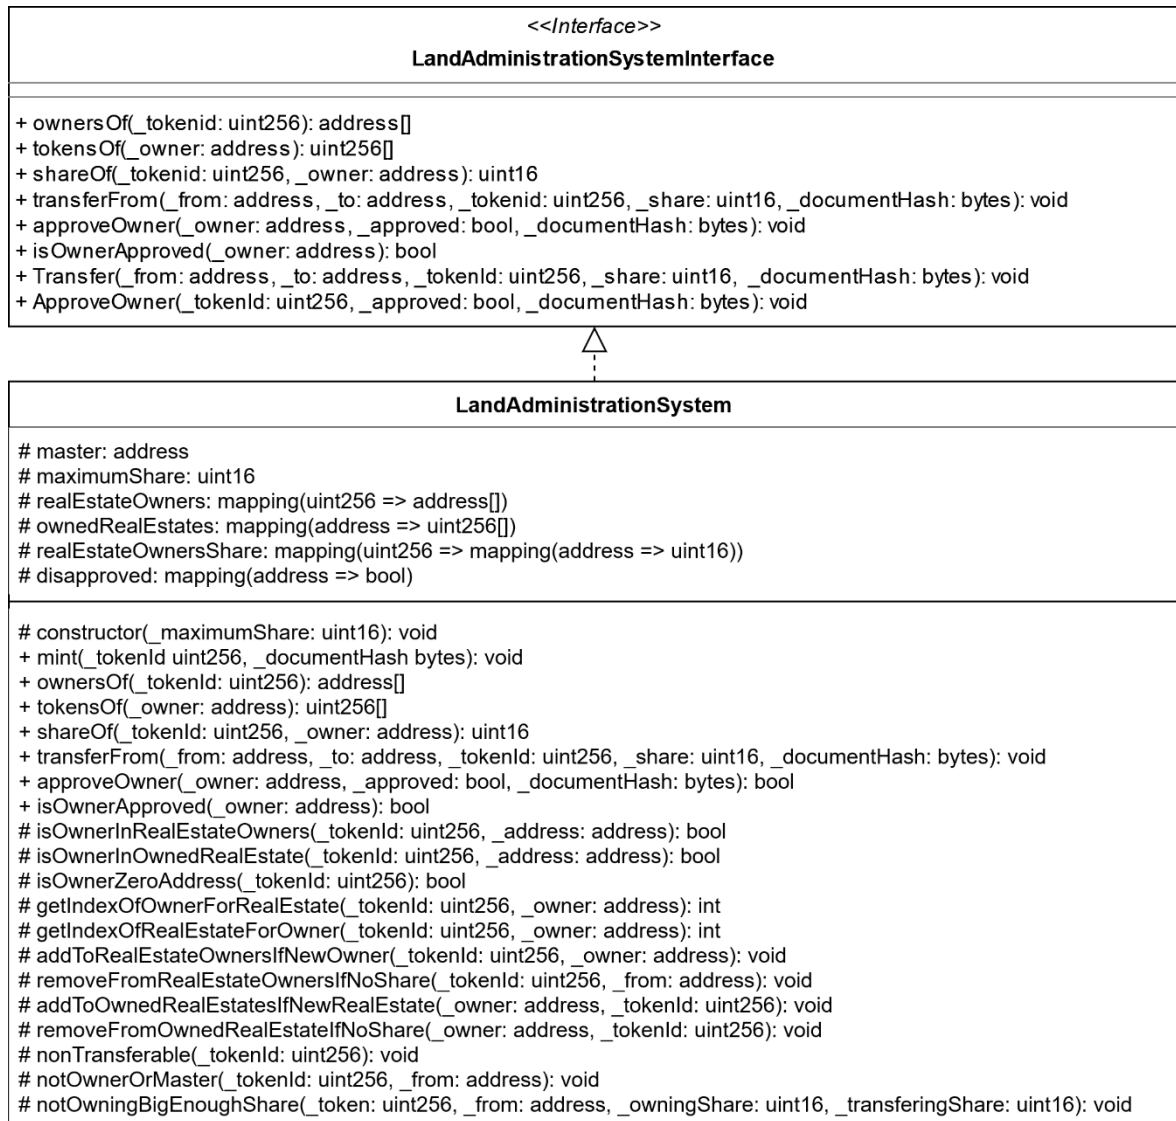 <<Interface>>
LandAdministrationSystemInterface
+ ownersOf(_tokenid: uint256): address[]
+ tokensOf(_owner: address): uint256[]
+ shareOf(_tokenid: uint256, _owner: address): uint16
+ transferFrom(_from: address, _to: address, _tokenid: uint256, _share: uint16, _documentHash: bytes): void
+ approveOwner(_owner: address, _approved: bool, _documentHash: bytes): void
+ isOwnerApproved(_owner: address): bool
+ Transfer(_from: address, _to: address, _tokenId: uint256, _share: uint16, _documentHash: bytes): void
+ ApproveOwner(_tokenId: uint256, _approved: bool, _documentHash: bytes): void
LandAdministrationSystem
# master: address
# maximumShare: uint16
# realEstateOwners: mapping(uint256 => address[])
# ownedRealEstates: mapping(address => uint256[])
# realEstateOwnersShare: mapping(uint256 => mapping(address => uint16))
# disapproved: mapping(address => bool)
# constructor(_maximumShare: uint16): void
+ mint(_tokenId uint256, _documentHash bytes): void
+ ownersOf(_tokenId: uint256): address[]
+ tokensOf(_owner: address): uint256[]
+ shareOf(_tokenId: uint256, _owner: address): uint16
+ transferFrom(_from: address, _to: address, _tokenId: uint256, _share: uint16, _documentHash: bytes): void
+ approveOwner(_owner: address, _approved: bool, _documentHash: bytes): bool
+ isOwnerApproved(_owner: address): bool
# isOwnerInRealEstateOwners(_tokenId: uint256, _address: address): bool
# isOwnerInOwnedRealEstate(_tokenId: uint256, _address: address): bool
# isOwnerZeroAddress(_tokenId: uint256): bool
# getIndexOfOwnerForRealEstate(_tokenId: uint256, _owner: address): int
# getIndexOfRealEstateForOwner(_tokenId: uint256, _owner: address): int
# addToRealEstateOwnersIfNewOwner(_tokenId: uint256, _owner: address): void
# removeFromRealEstateOwnersIfNoShare(_tokenId: uint256, _from: address): void
# addToOwnedRealEstatesIfNewRealEstate(_owner: address, _tokenId: uint256): void
# removeFromOwnedRealEstateIfNoShare(_owner: address, _tokenId: uint256): void
# nonTransferable(_tokenId: uint256): void
# notOwnerOrMaster(_tokenId: uint256, _from: address): void
# notOwningBigEnoughShare(_token: uint256, _from: address, _owningShare: uint16, _transferingShare: uint16): void